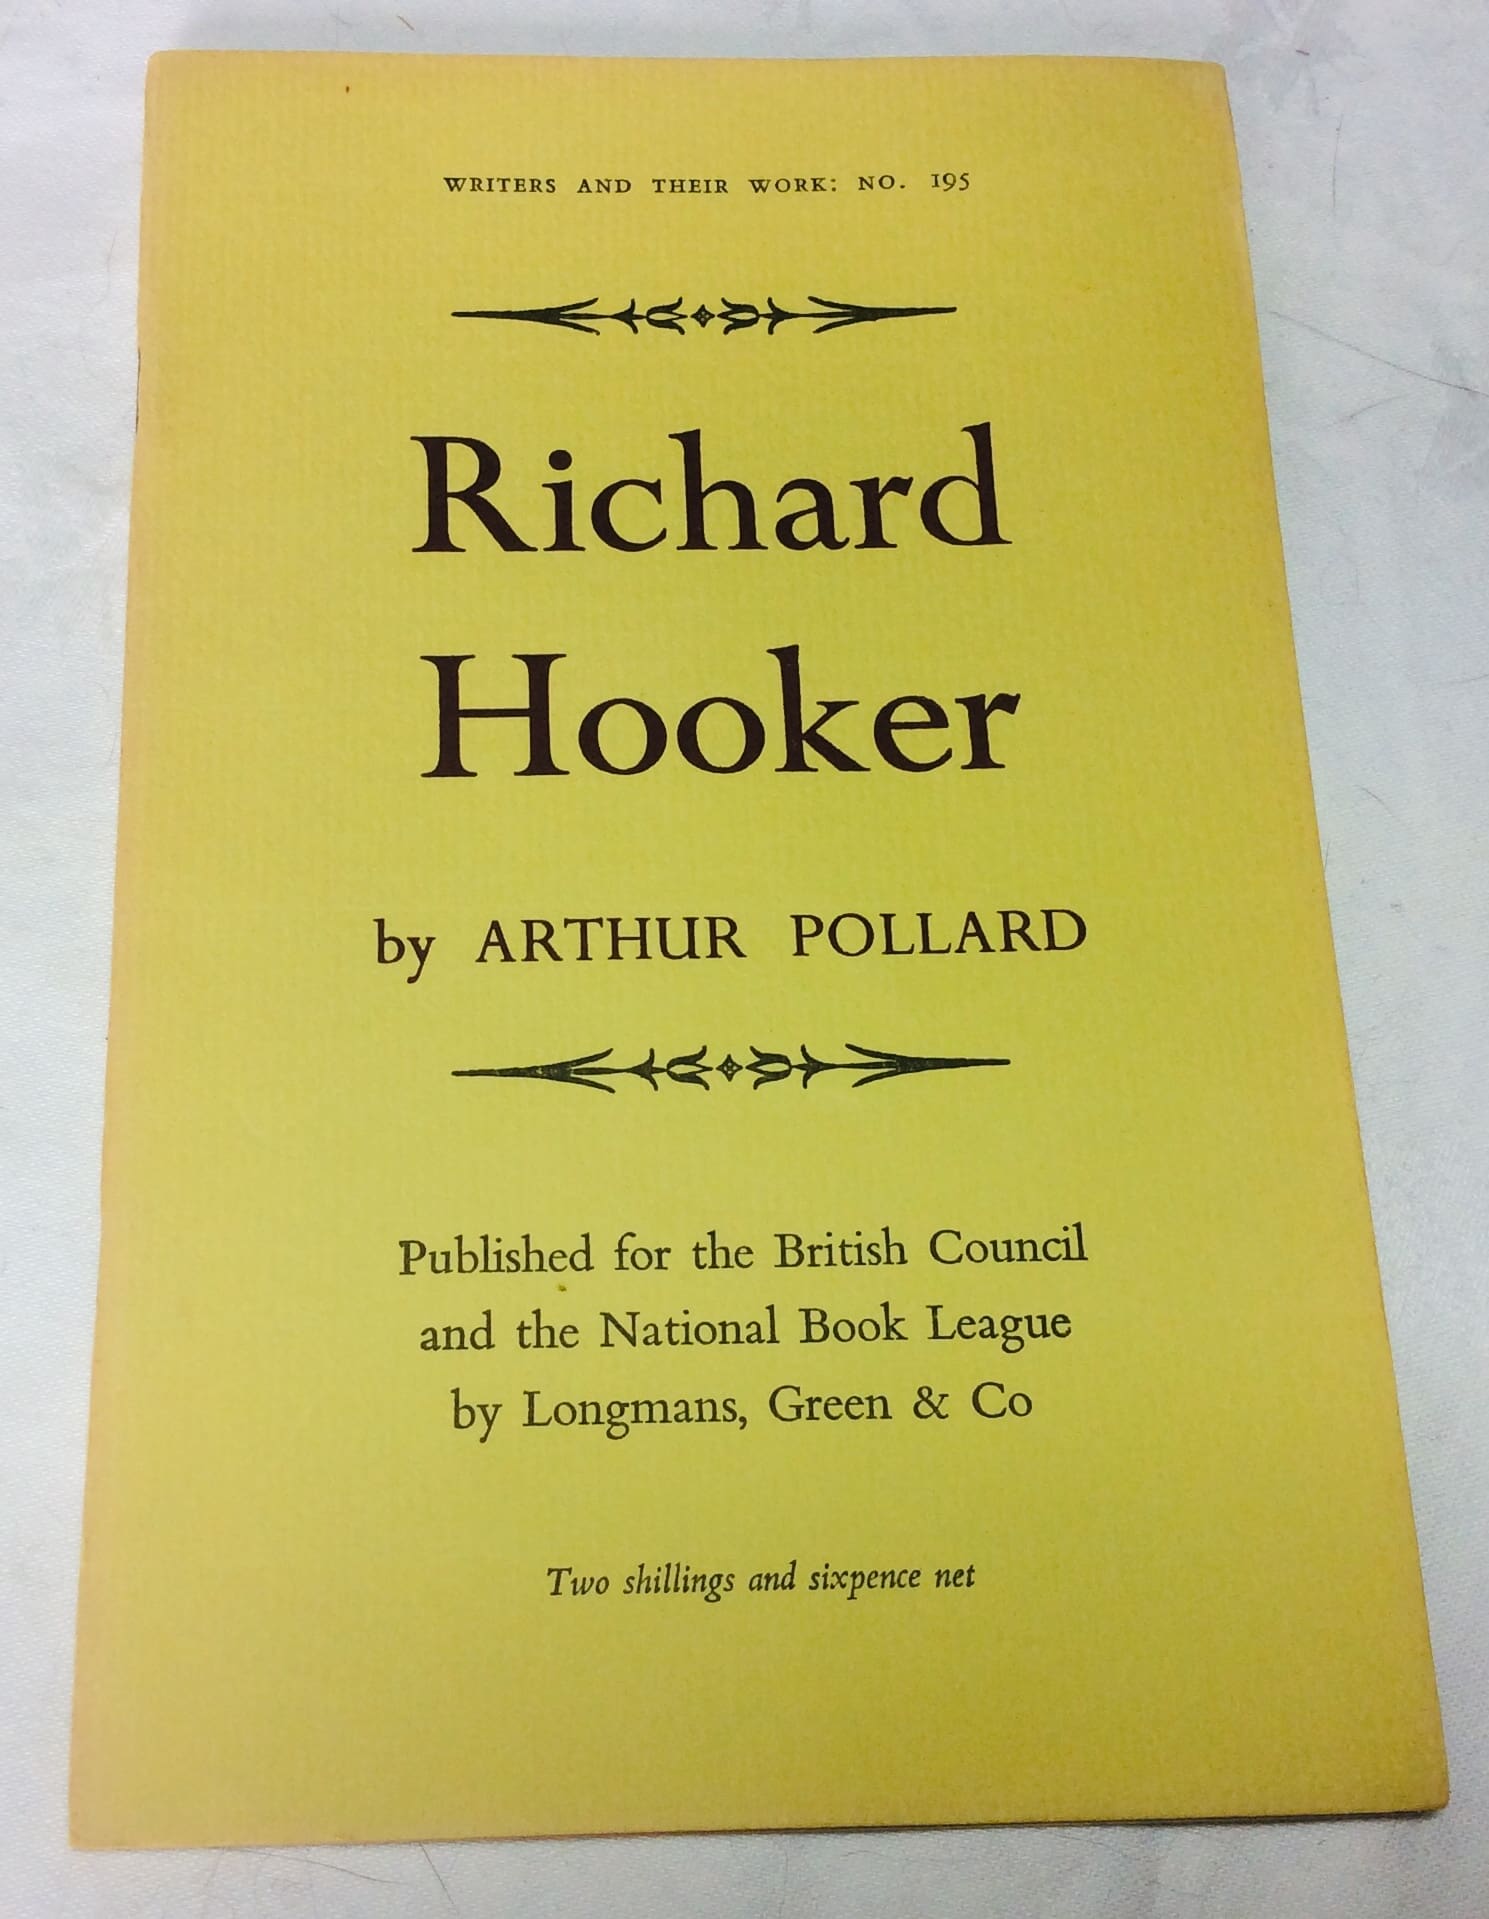 WRITERS AND THEIR WORK: NO. 195
Richard
Hooker
by ARTHUR POLLARD
Published for the British Council
and the National Book League
by Longmans, Green & Co
Two shillings and sixpence net